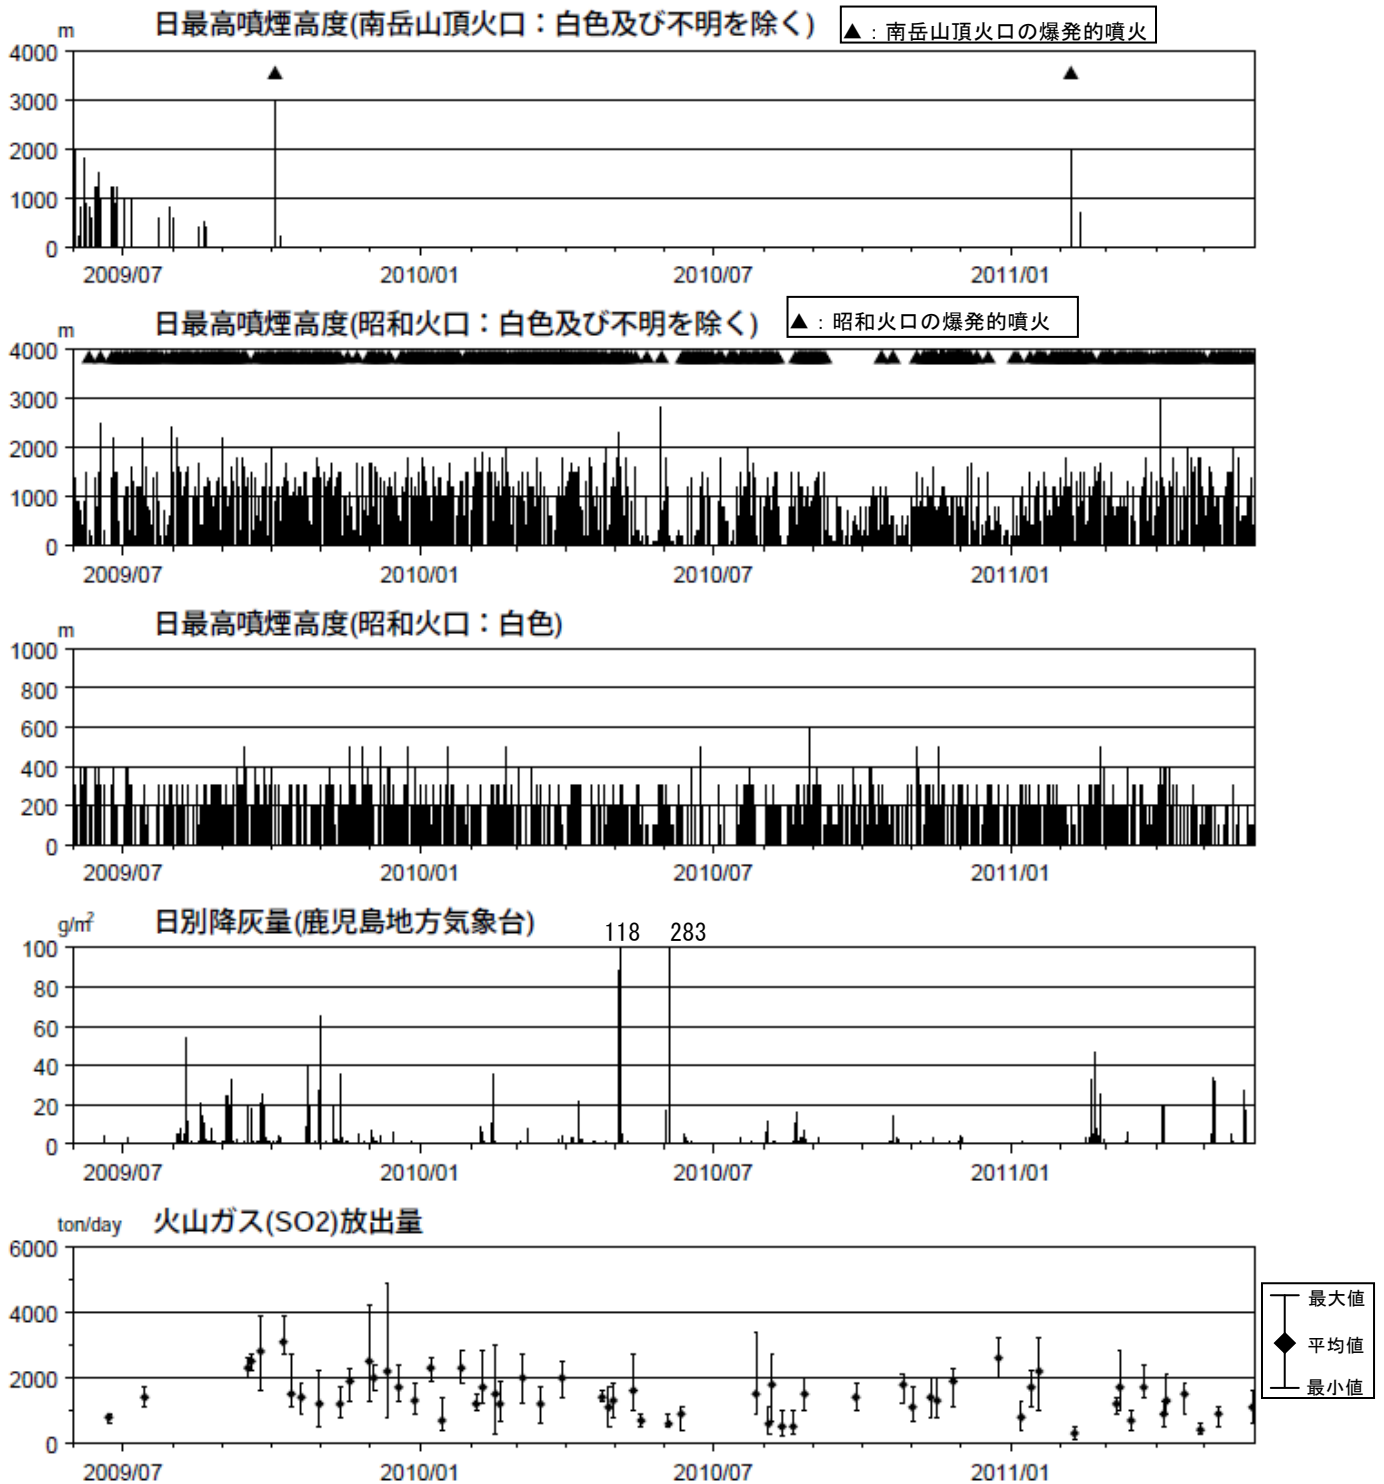 日最高噴煙高度(南岳山頂火口：白色及び不明を除く)
▲：南岳山頂火口の爆発的噴火
m
4000
3000
2000
1000
0
2009/07 2010/01 2010/07 2011/01
日最高噴煙高度(昭和火口：白色及び不明を除く)
▲：昭和火口の爆発的噴火
m
4000
3000
2000
1000
0
2009/07 2010/01 2010/07 2011/01
日最高噴煙高度(昭和火口：白色)
m
1000
800
600
400
200
0
2009/07 2010/01 2010/07 2011/01
日別降灰量(鹿児島地方気象台)
g/㎡
118 283
100
80
60
40
20
0
2009/07 2010/01 2010/07 2011/01
火山ガス(SO2)放出量
ton/day
6000
4000
2000
0
2009/07 2010/01 2010/07 2011/01
最大値
平均値
最小値